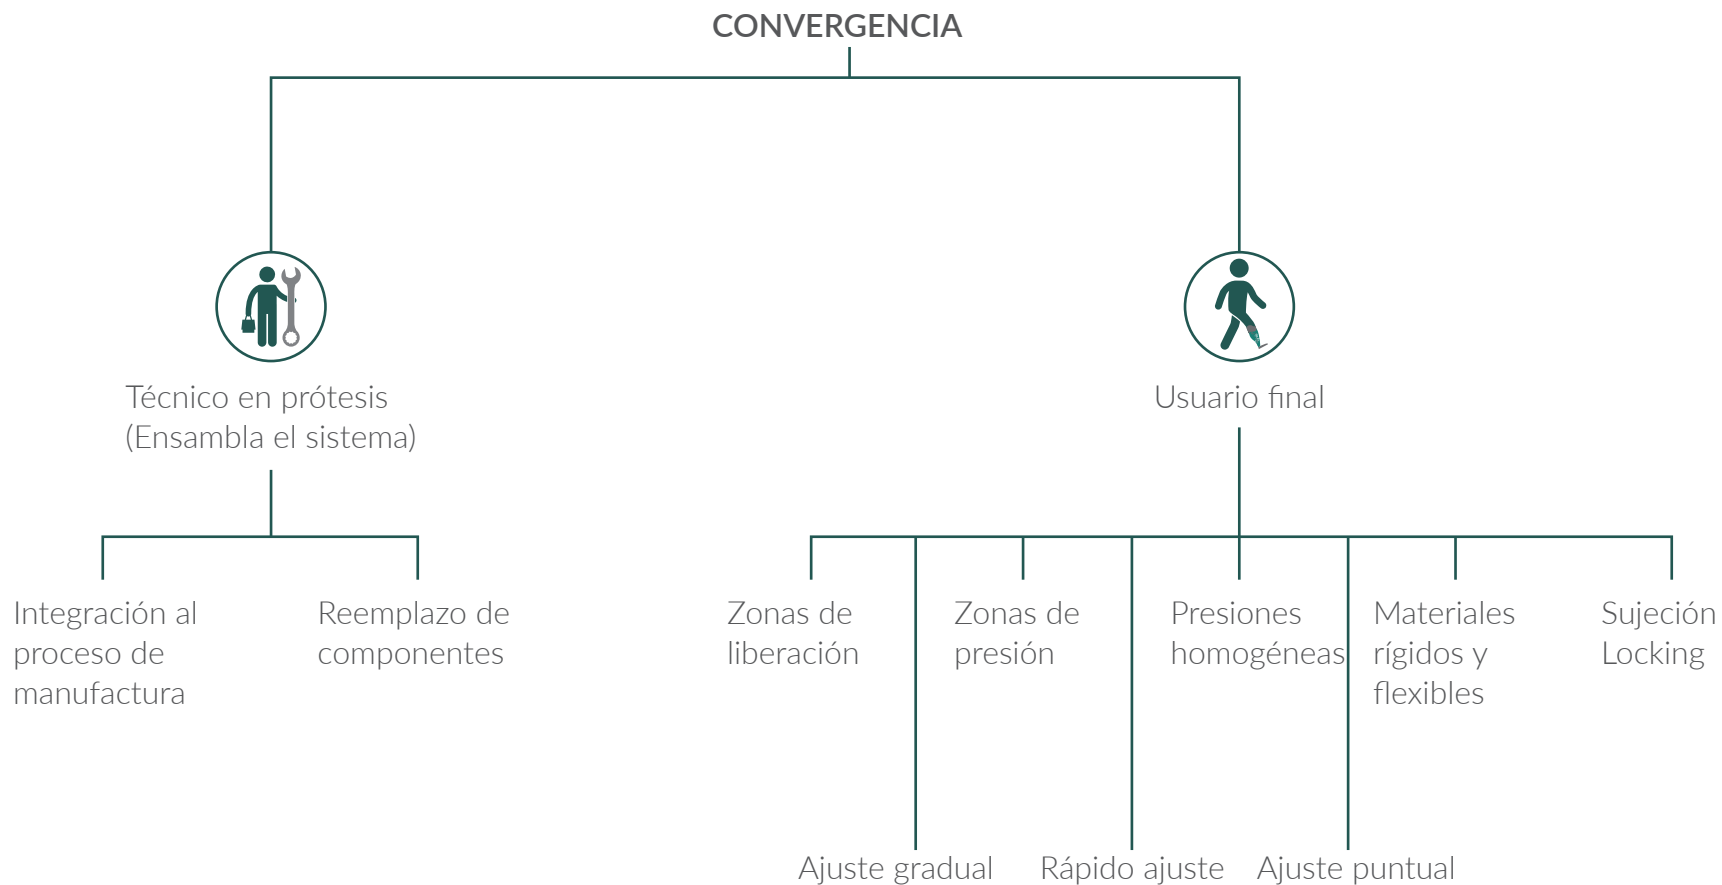 CONVERGENCIA
Técnico en prótesis
(Ensambla el sistema)
Usuario final
Integración al
proceso de
manufactura
Reemplazo de
componentes
Zonas de
liberación
Zonas de
presión
Presiones
homogéneas
Materiales
rígidos y
flexibles
Sujeción
Locking
Ajuste gradual
Rápido ajuste
Ajuste puntual